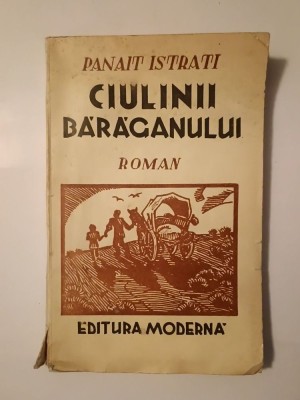 PANAIT ISTRATI
CIULINII
BĂRĂGANULUI
ROMAN
EDITURA MODERNĂ